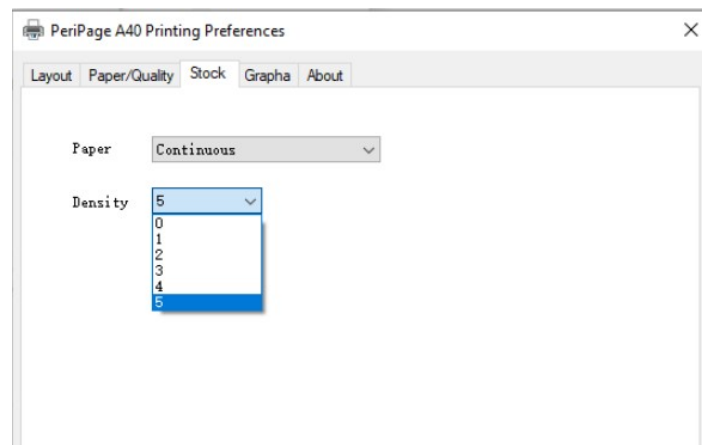 PeriPage A40 Printing Preferences
Layout Paper/Quality Stock Grapha About
Paper Continuous
Density 5
0
1
2
3
4
5